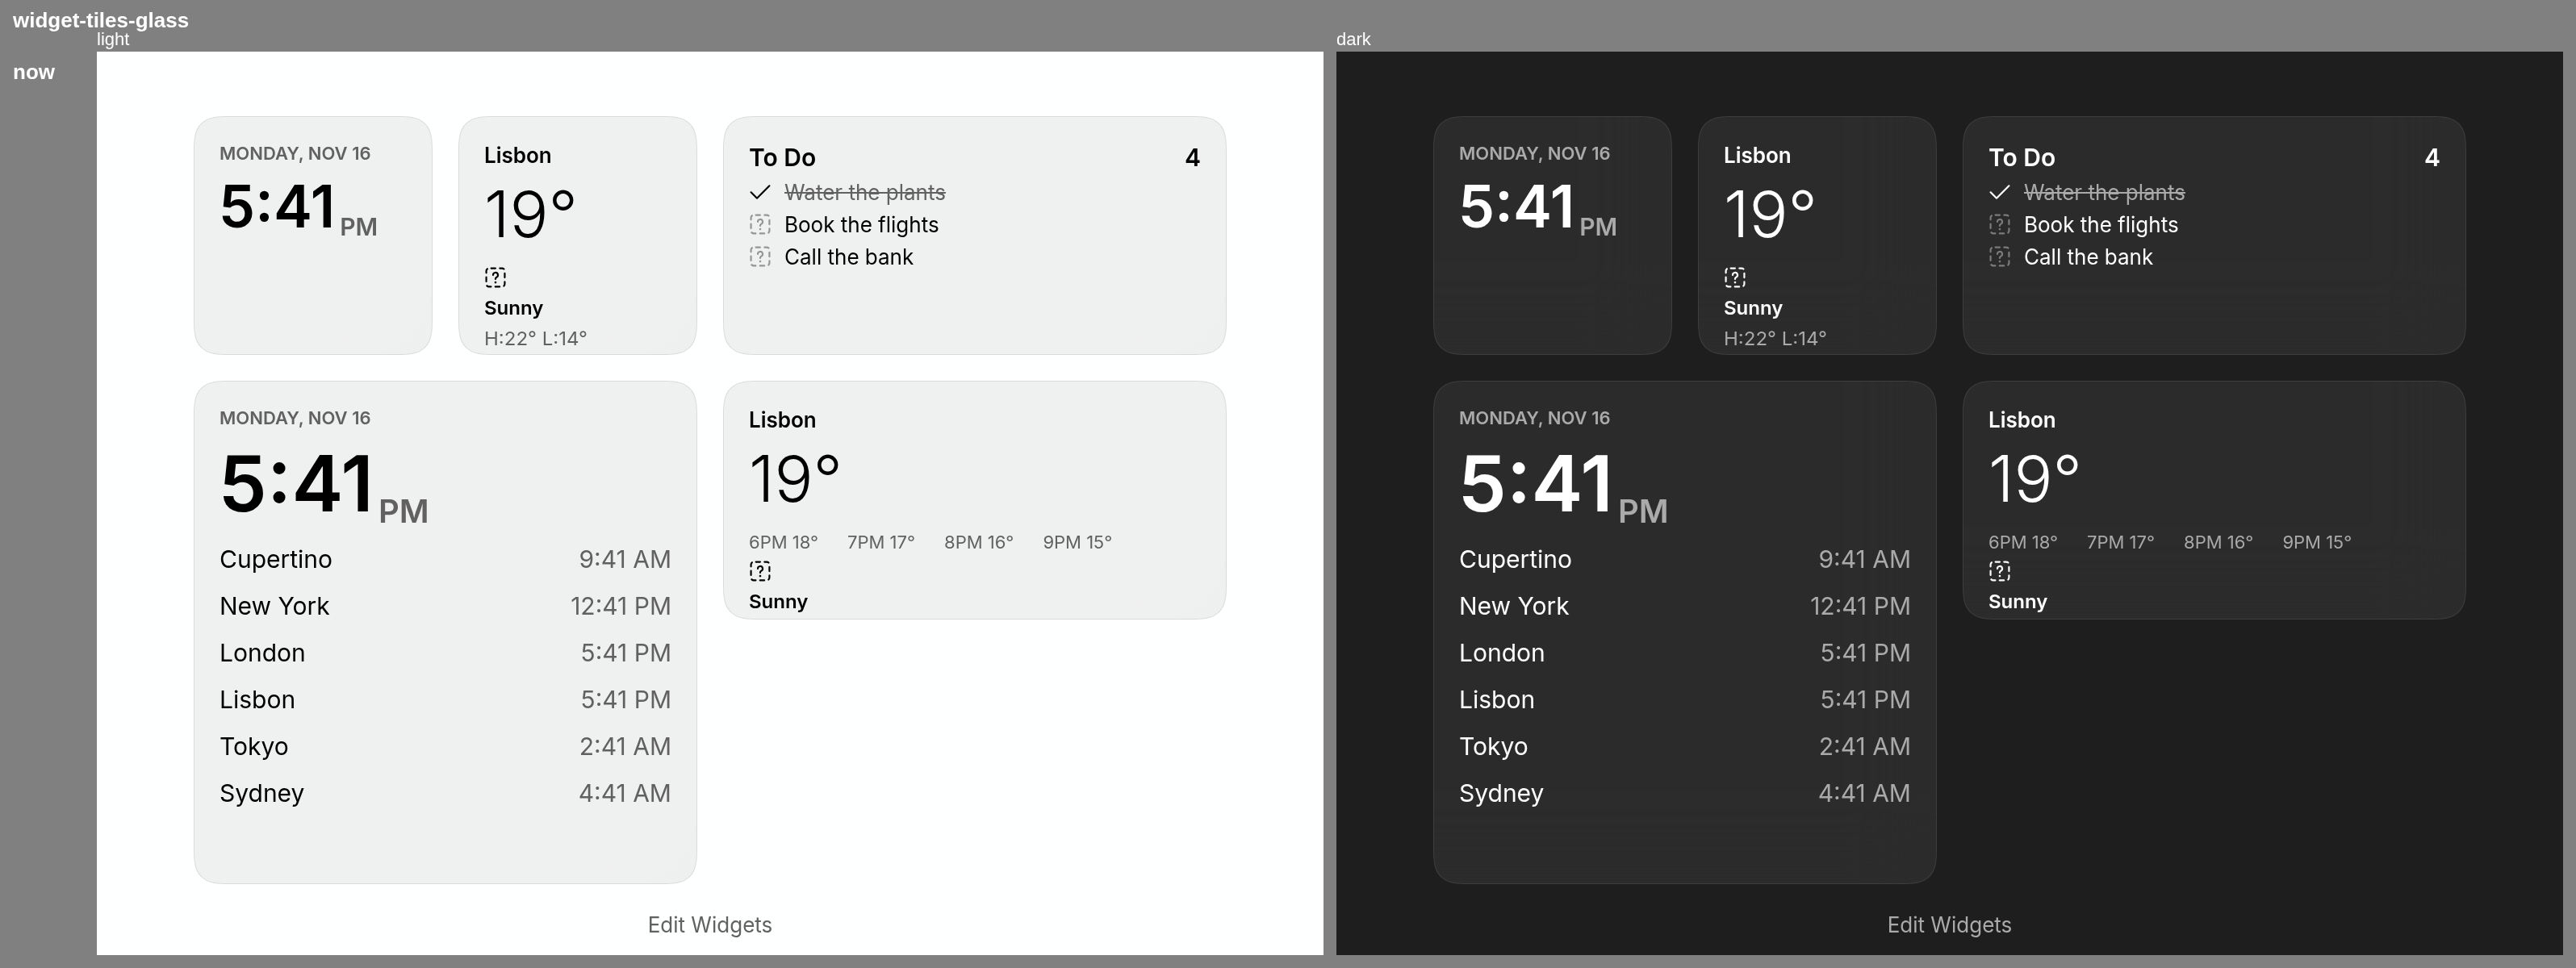 widget-tiles-glass
light
dark
now
MONDAY, NOV 16
5:41 PM
Lisbon
19°
?
Sunny
H:22° L:14°
To Do 4
Water the plants
? Book the flights
? Call the bank
MONDAY, NOV 16
5:41 PM
Cupertino 9:41 AM
New York 12:41 PM
London 5:41 PM
Lisbon 5:41 PM
Tokyo 2:41 AM
Sydney 4:41 AM
Lisbon
19°
6PM 18° 7PM 17° 8PM 16° 9PM 15°
?
Sunny
Edit Widgets
MONDAY, NOV 16
5:41 PM
Lisbon
19°
?
Sunny
H:22° L:14°
To Do 4
Water the plants
? Book the flights
? Call the bank
MONDAY, NOV 16
5:41 PM
Cupertino 9:41 AM
New York 12:41 PM
London 5:41 PM
Lisbon 5:41 PM
Tokyo 2:41 AM
Sydney 4:41 AM
Lisbon
19°
6PM 18° 7PM 17° 8PM 16° 9PM 15°
?
Sunny
Edit Widgets